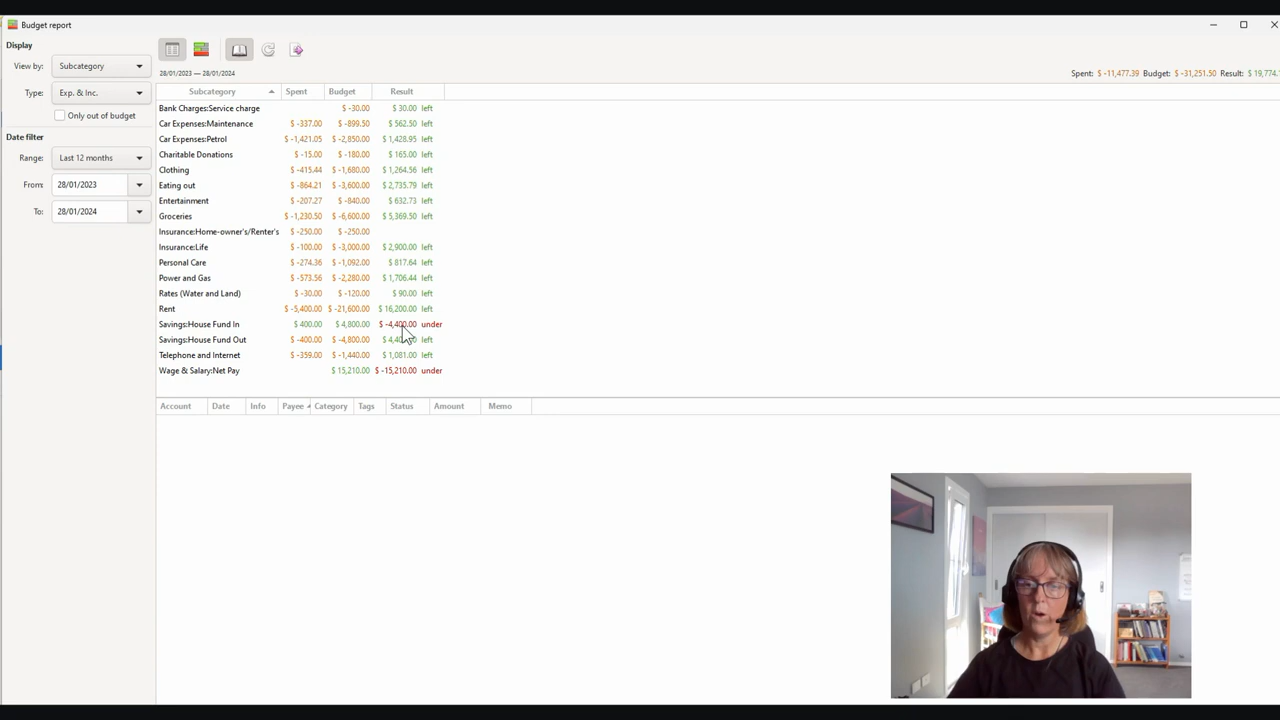 Budget report
Display
View by: Subcategory
Type: Exp. & Inc.
Only out of budget
Date filter
Range: Last 12 months
From: 28/01/2023
To: 28/01/2024
28/01/2023 — 28/01/2024
Spent: $ -11,477.39 Budget: $ -31,251.50 Result: $ 19,774.
Subcategory Spent Budget Result
Bank Charges:Service charge $ -30.00 $ 30.00 left
Car Expenses:Maintenance $ -337.00 $ -899.50 $ 562.50 left
Car Expenses:Petrol $ -1,421.05 $ -2,850.00 $ 1,428.95 left
Charitable Donations $ -15.00 $ -180.00 $ 165.00 left
Clothing $ -415.44 $ -1,680.00 $ 1,264.56 left
Eating out $ -864.21 $ -3,600.00 $ 2,735.79 left
Entertainment $ -207.27 $ -840.00 $ 632.73 left
Groceries $ -1,230.50 $ -6,600.00 $ 5,369.50 left
Insurance:Home-owner's/Renter's $ -250.00 $ -250.00
Insurance:Life $ -100.00 $ -3,000.00 $ 2,900.00 left
Personal Care $ -274.36 $ -1,092.00 $ 817.64 left
Power and Gas $ -573.56 $ -2,280.00 $ 1,706.44 left
Rates (Water and Land) $ -30.00 $ -120.00 $ 90.00 left
Rent $ -5,400.00 $ -21,600.00 $ 16,200.00 left
Savings:House Fund In $ 400.00 $ 4,800.00 $ -4,400.00 under
Savings:House Fund Out $ -400.00 $ -4,800.00 left
Telephone and Internet $ -359.00 $ -1,440.00 $ 1,081.00 left
Wage & Salary:Net Pay $ 15,210.00 $ -15,210.00 under
Account Date Info Payee Category Tags Status Amount Memo